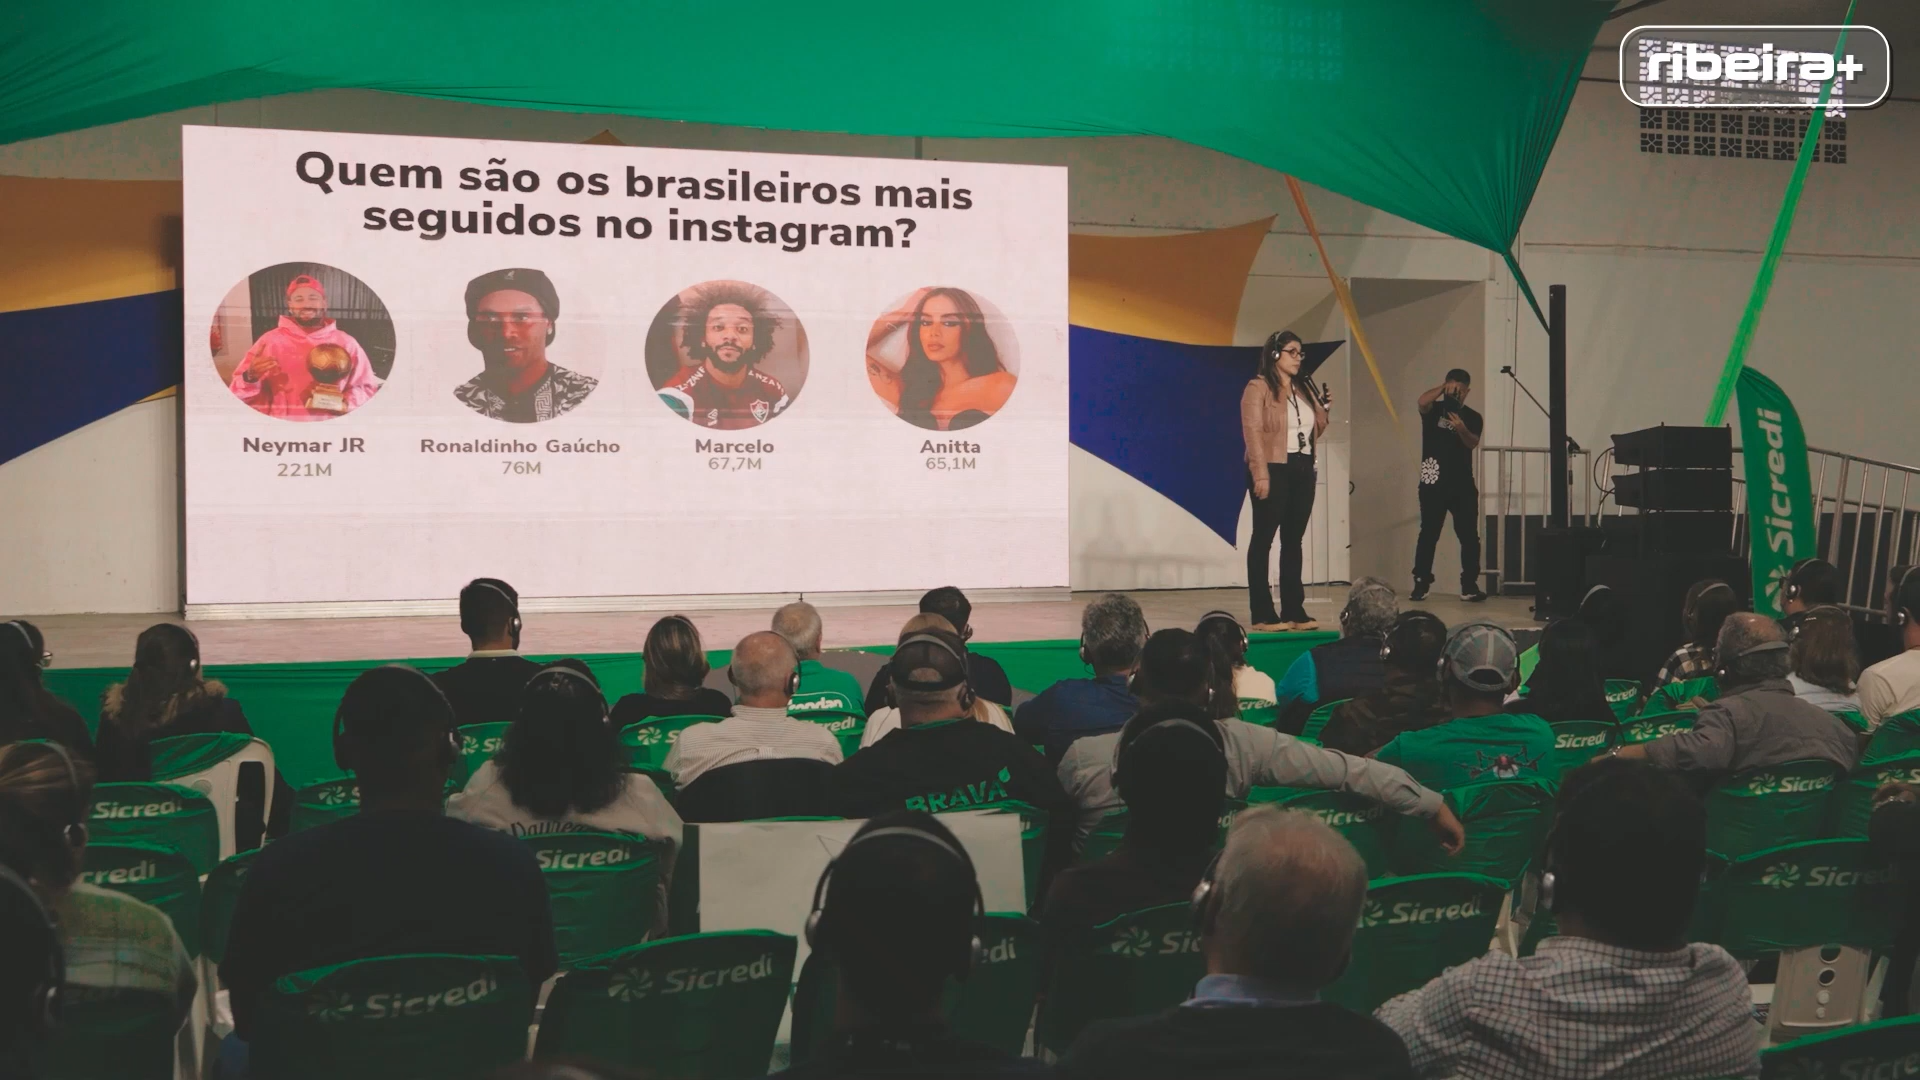 ribeira+
Quem são os brasileiros mais
seguidos no instagram?
Neymar JR
221M
Ronaldinho Gaúcho
76M
Marcelo
67,7M
Anitta
65,1M
Sicredi
BRAVA
Sicredi
Sicredi
Sicredi
Sicredi
Sicredi
Sicredi
Sicredi